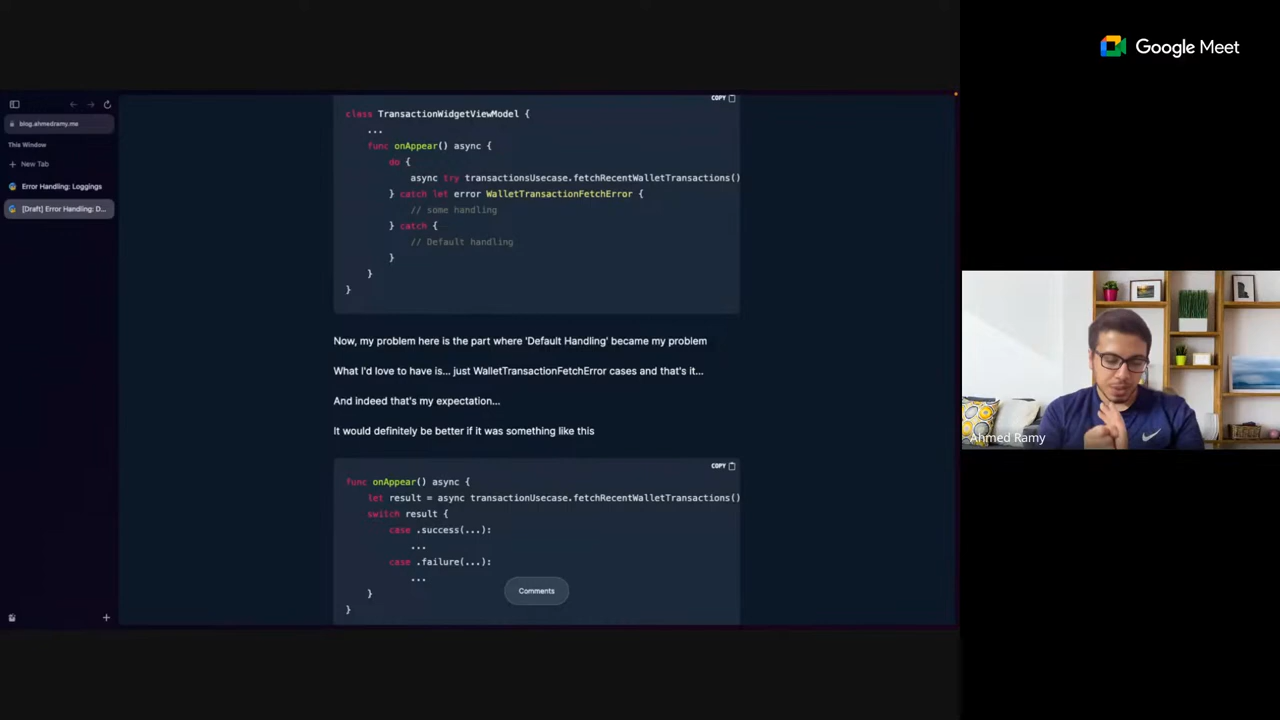 Google Meet
blog.ahmedramy.me
This Window
New Tab
Error Handling: Loggings
[Draft] Error Handling: D...
COPY
class TransactionWidgetViewModel {
...
func onAppear() async {
do {
async try transactionsUsecase.fetchRecentWalletTransactions()
} catch let error WalletTransactionFetchError {
// some handling
} catch {
// Default handling
}
}
}
Now, my problem here is the part where 'Default Handling' became my problem
What I'd love to have is... just WalletTransactionFetchError cases and that's it...
And indeed that's my expectation...
It would definitely be better if it was something like this
COPY
func onAppear() async {
let result = async transactionUsecase.fetchRecentWalletTransactions()
switch result {
case .success(...):
...
case .failure(...):
...
}
}
Comments
Ahmed Ramy